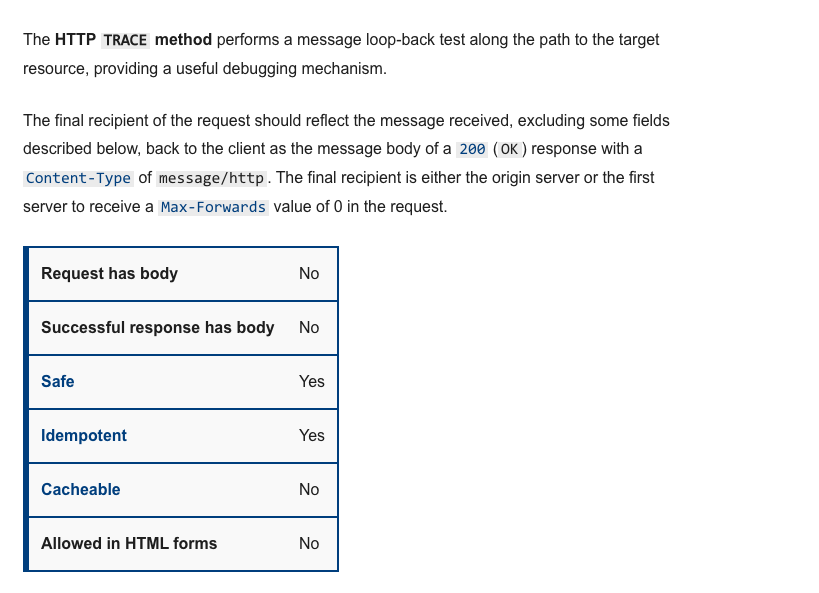 The HTTP TRACE method performs a message loop-back test along the path to the target
resource, providing a useful debugging mechanism.
The final recipient of the request should reflect the message received, excluding some fields
described below, back to the client as the message body of a 200 (OK) response with a
Content-Type of message/http. The final recipient is either the origin server or the first
server to receive a Max-Forwards value of 0 in the request.
Request has body No
Successful response has body No
Safe Yes
Idempotent Yes
Cacheable No
Allowed in HTML forms No